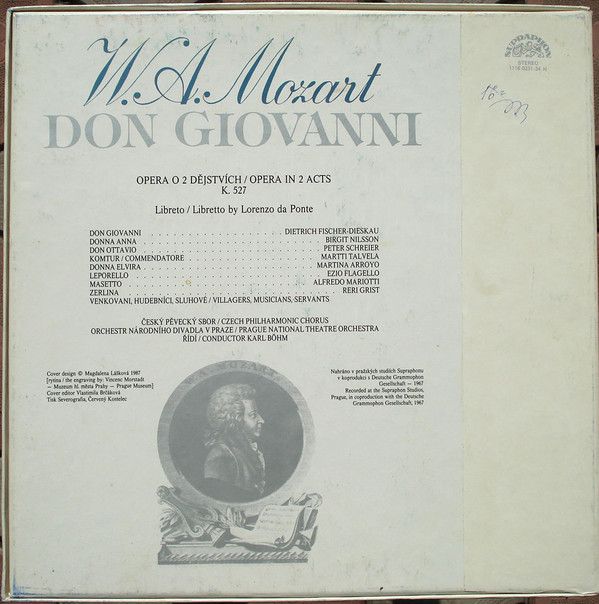 SUPRAPHON
STEREO
1116 0231-34 H
W.A.Mozart
DON GIOVANNI
OPERA O 2 DĚJSTVÍCH / OPERA IN 2 ACTS
K. 527
Libreto / Libretto by Lorenzo da Ponte
DON GIOVANNI . . . . . . . . . . . . . . . . . . . . DIETRICH FISCHER-DIESKAU
DONNA ANNA . . . . . . . . . . . . . . . . . . . . BIRGIT NILSSON
DON OTTAVIO . . . . . . . . . . . . . . . . . . . . PETER SCHREIER
KOMTUR / COMMENDATORE . . . . . . . . . . . . . . . . . . . . MARTTI TALVELA
DONNA ELVIRA . . . . . . . . . . . . . . . . . . . . MARTINA ARROYO
LEPORELLO . . . . . . . . . . . . . . . . . . . . EZIO FLAGELLO
MASETTO . . . . . . . . . . . . . . . . . . . . ALFREDO MARIOTTI
ZERLINA . . . . . . . . . . . . . . . . . . . . RERI GRIST
VENKOVANI, HUDEBNÍCI, SLUHOVÉ / VILLAGERS, MUSICIANS, SERVANTS
ČESKÝ PĚVECKÝ SBOR / CZECH PHILHARMONIC CHORUS
ORCHESTR NÁRODNÍHO DIVADLA V PRAZE / PRAGUE NATIONAL THEATRE ORCHESTRA
ŘÍDÍ / CONDUCTOR KARL BÖHM
Cover design © Magdalena Lášková 1987
[rytina / the engraving by: Vincenc Morstadt
— Muzeum hl. města Prahy — Prague Museum]
Cover editor Vlastimila Brčáková
Tisk Severografia, Červený Kostelec
Nahráno v pražských studiích Supraphonu
v koprodukci s Deutsche Grammophon
Gesellschaft — 1967
Recorded at the Supraphon Studios,
Prague, in coproduction with the Deutsche
Grammophon Gesellschaft, 1967